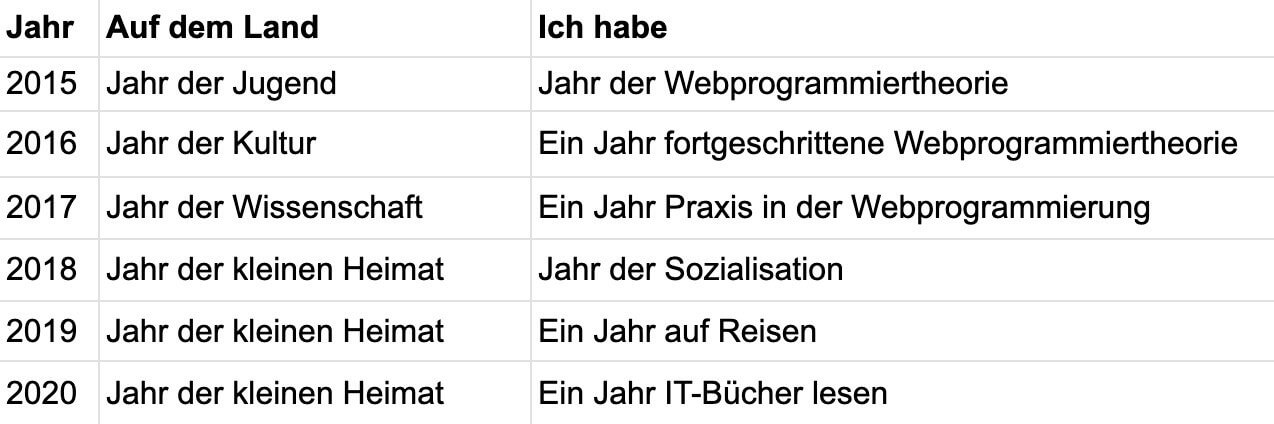 Jahr Auf dem Land Ich habe
2015 Jahr der Jugend Jahr der Webprogrammiertheorie
2016 Jahr der Kultur Ein Jahr fortgeschrittene Webprogrammiertheorie
2017 Jahr der Wissenschaft Ein Jahr Praxis in der Webprogrammierung
2018 Jahr der kleinen Heimat Jahr der Sozialisation
2019 Jahr der kleinen Heimat Ein Jahr auf Reisen
2020 Jahr der kleinen Heimat Ein Jahr IT-Bücher lesen